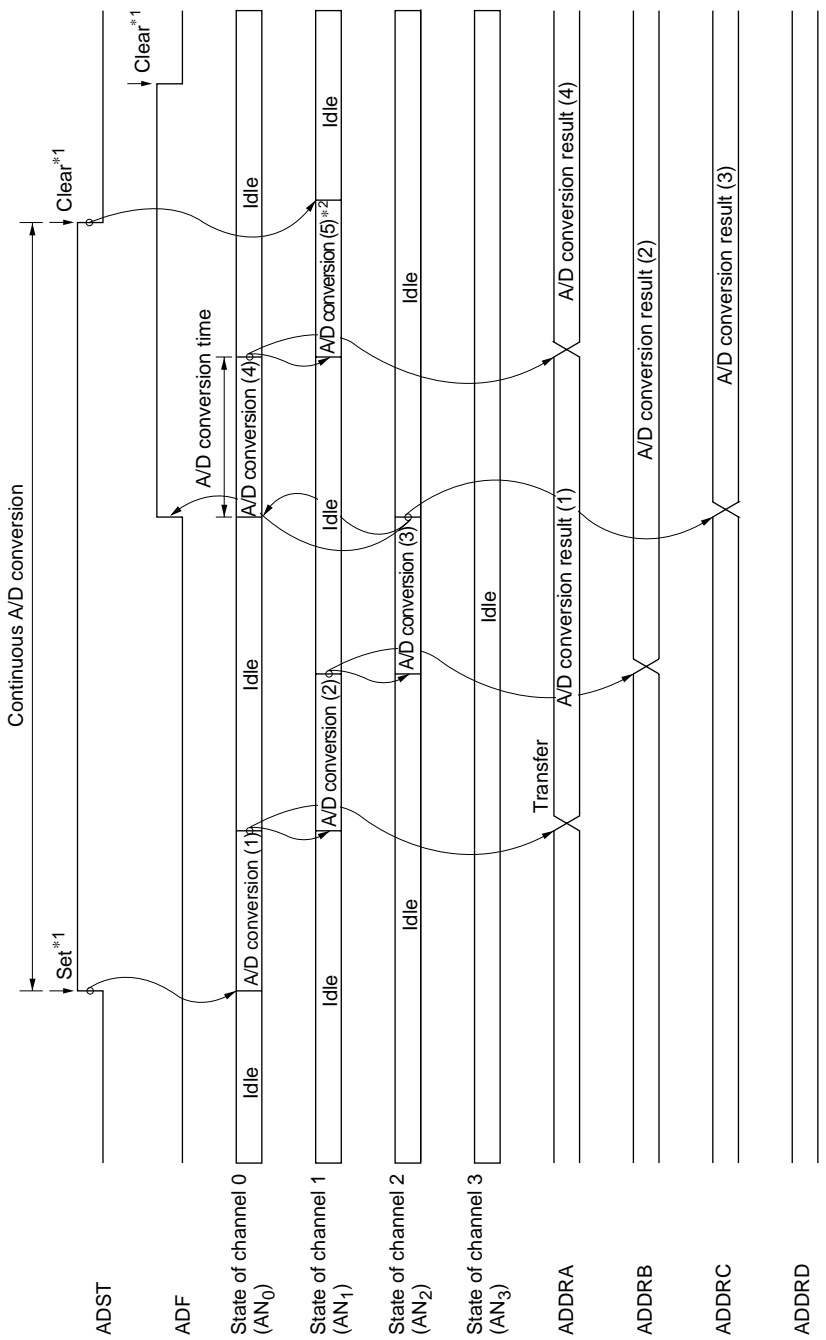 Continuous A/D conversion
Set*1
Clear*1
Clear*1
ADST
ADF
A/D conversion time
State of channel 0
(AN0)
Idle
A/D conversion (1)
Idle
A/D conversion (4)
Idle
State of channel 1
(AN1)
Idle
A/D conversion (2)
Idle
A/D conversion (5)*2
Idle
State of channel 2
(AN2)
Idle
A/D conversion (3)
Idle
State of channel 3
(AN3)
Idle
Transfer
ADDRA
A/D conversion result (1)
A/D conversion result (4)
ADDRB
A/D conversion result (2)
ADDRC
A/D conversion result (3)
ADDRD